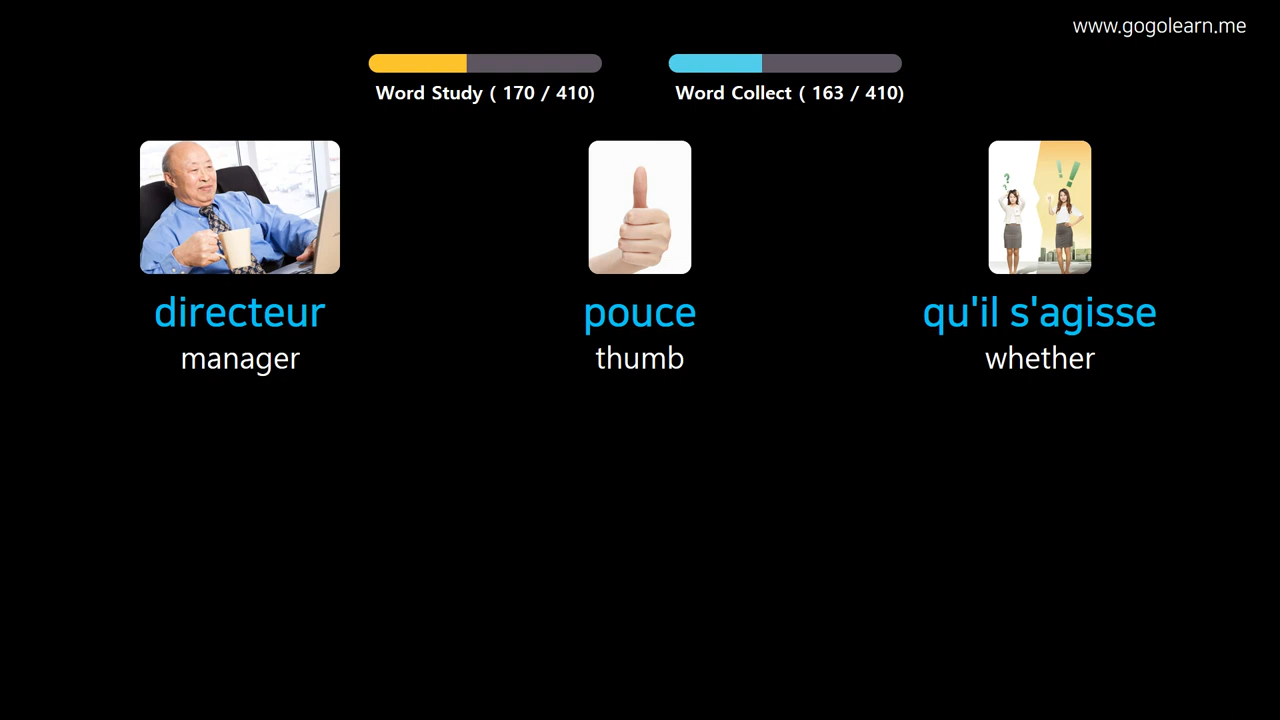 www.gogolearn.me
Word Study ( 170 / 410)
Word Collect ( 163 / 410)
directeur
manager
pouce
thumb
qu'il s'agisse
whether